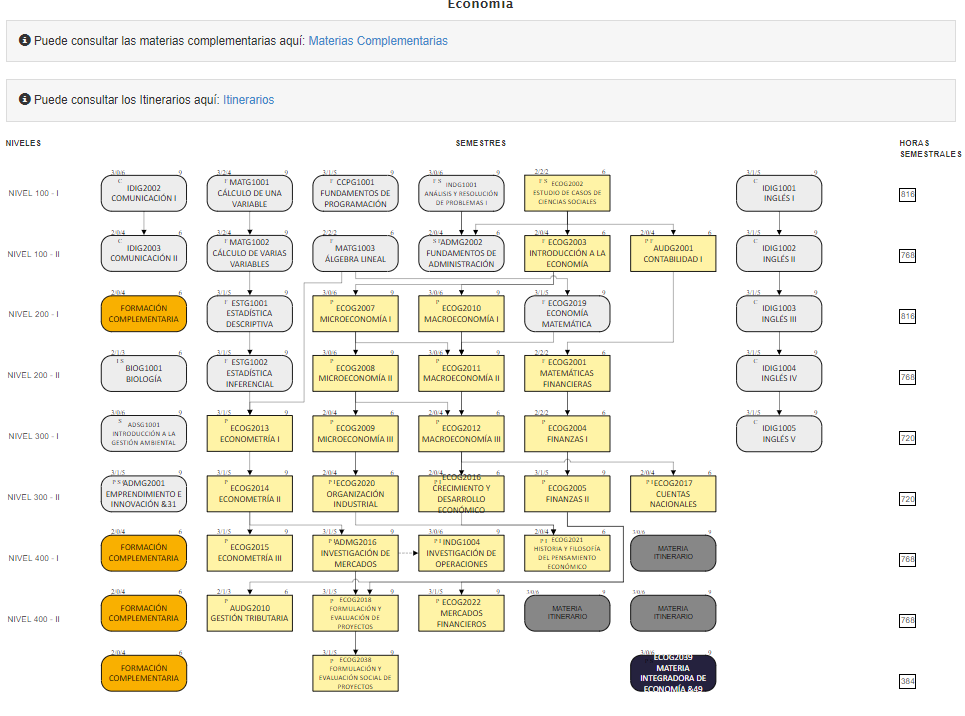 Economía
Puede consultar las materias complementarias aquí: Materias Complementarias
Puede consultar los Itinerarios aquí: Itinerarios
NIVELES
SEMESTRES
HORAS
SEMESTRALES
NIVEL 100 - I
3/0/6 9
C
IDIG2002
COMUNICACIÓN I
3/2/4 9
F
MATG1001
CÁLCULO DE UNA
VARIABLE
3/1/5 9
F
CCPG1001
FUNDAMENTOS DE
PROGRAMACIÓN
3/0/6 9
F S
INDG1001
ANÁLISIS Y RESOLUCIÓN
DE PROBLEMAS I
2/2/2 6
F S
ECOG2002
ESTUDIO DE CASOS DE
CIENCIAS SOCIALES
3/1/5 9
C
IDIG1001
INGLÉS I
816
NIVEL 100 - II
2/0/4 6
C
IDIG2003
COMUNICACIÓN II
3/2/4 9
F
MATG1002
CÁLCULO DE VARIAS
VARIABLES
2/2/2 6
F
MATG1003
ÁLGEBRA LINEAL
2/0/4 6
S F
ADMG2002
FUNDAMENTOS DE
ADMINISTRACIÓN
2/0/4 6
F
ECOG2003
INTRODUCCIÓN A LA
ECONOMÍA
2/0/4 6
P F
AUDG2001
CONTABILIDAD I
3/1/5 9
C
IDIG1002
INGLÉS II
768
NIVEL 200 - I
2/0/4 6
FORMACIÓN
COMPLEMENTARIA
3/1/5 9
F
ESTG1001
ESTADÍSTICA
DESCRIPTIVA
3/0/6 9
P
ECOG2007
MICROECONOMÍA I
3/0/6 9
P
ECOG2010
MACROECONOMÍA I
3/1/5 9
F
ECOG2019
ECONOMÍA
MATEMÁTICA
3/1/5 9
C
IDIG1003
INGLÉS III
816
NIVEL 200 - II
2/1/3 6
F S
BIOG1001
BIOLOGÍA
3/1/5 9
F
ESTG1002
ESTADÍSTICA
INFERENCIAL
3/0/6 9
P
ECOG2008
MICROECONOMÍA II
3/0/6 9
P
ECOG2011
MACROECONOMÍA II
2/2/2 6
F
ECOG2001
MATEMÁTICAS
FINANCIERAS
3/1/5 9
C
IDIG1004
INGLÉS IV
768
NIVEL 300 - I
3/0/6 9
S
ADSG1001
INTRODUCCIÓN A LA
GESTIÓN AMBIENTAL
3/1/5 9
P
ECOG2013
ECONOMETRÍA I
2/0/4 6
P
ECOG2009
MICROECONOMÍA III
2/0/4 6
P
ECOG2012
MACROECONOMÍA III
2/2/2 6
P
ECOG2004
FINANZAS I
3/1/5 9
C
IDIG1005
INGLÉS V
720
NIVEL 300 - II
3/1/5 9
P S F
ADMG2001
EMPRENDIMIENTO E
INNOVACIÓN &31
3/1/5 9
P
ECOG2014
ECONOMETRÍA II
2/0/4 6
P I
ECOG2020
ORGANIZACIÓN
INDUSTRIAL
2/0/4 6
P I
ECOG2016
CRECIMIENTO Y
DESARROLLO
ECONÓMICO
3/1/5 9
P
ECOG2005
FINANZAS II
2/0/4 6
P I
ECOG2017
CUENTAS
NACIONALES
720
NIVEL 400 - I
2/0/4 6
FORMACIÓN
COMPLEMENTARIA
3/1/5 9
P
ECOG2015
ECONOMETRÍA III
3/1/5 9
P
ADMG2016
INVESTIGACIÓN DE
MERCADOS
3/1/5 9
P I
INDG1004
INVESTIGACIÓN DE
OPERACIONES
2/0/4 6
P I
ECOG2021
HISTORIA Y FILOSOFÍA
DEL PENSAMIENTO
ECONÓMICO
3/0/6 9
MATERIA
ITINERARIO
768
NIVEL 400 - II
2/0/4 6
FORMACIÓN
COMPLEMENTARIA
2/1/3 6
P
AUDG2010
GESTIÓN TRIBUTARIA
3/1/5 9
P
ECOG2018
FORMULACIÓN Y
EVALUACIÓN DE
PROYECTOS
3/1/5 9
P
ECOG2022
MERCADOS
FINANCIEROS
3/0/6 9
MATERIA
ITINERARIO
3/0/6 9
MATERIA
ITINERARIO
768
2/0/4 6
FORMACIÓN
COMPLEMENTARIA
3/1/5 9
P
ECOG2038
FORMULACIÓN Y
EVALUACIÓN SOCIAL DE
PROYECTOS
3/0/6 9
ECOG2039
MATERIA
INTEGRADORA DE
ECONOMÍA &49
384